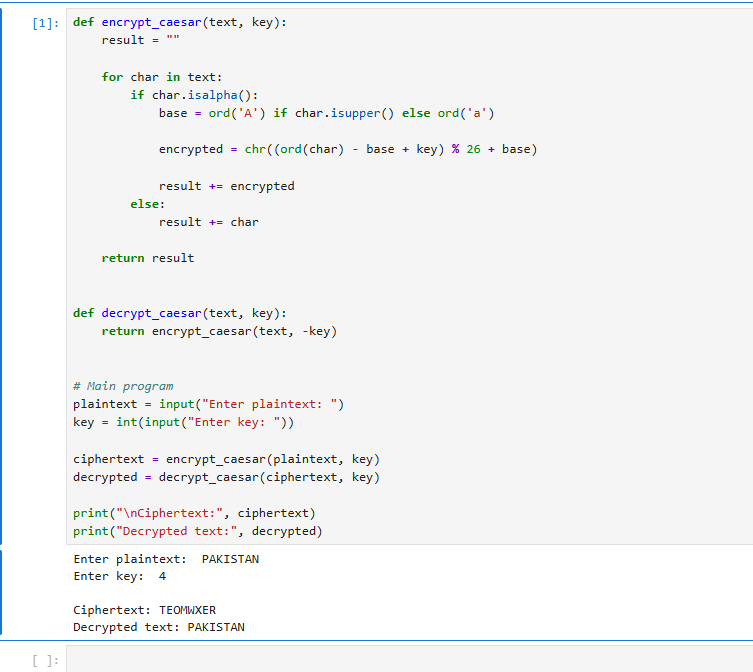 [1]: def encrypt_caesar(text, key):
    result = ""

    for char in text:
        if char.isalpha():
            base = ord('A') if char.isupper() else ord('a')

            encrypted = chr((ord(char) - base + key) % 26 + base)

            result += encrypted
        else:
            result += char

    return result


def decrypt_caesar(text, key):
    return encrypt_caesar(text, -key)


# Main program
plaintext = input("Enter plaintext: ")
key = int(input("Enter key: "))

ciphertext = encrypt_caesar(plaintext, key)
decrypted = decrypt_caesar(ciphertext, key)

print("\nCiphertext:", ciphertext)
print("Decrypted text:", decrypted)
Enter plaintext:  PAKISTAN
Enter key:  4

Ciphertext: TEOMWXER
Decrypted text: PAKISTAN
[ ]: